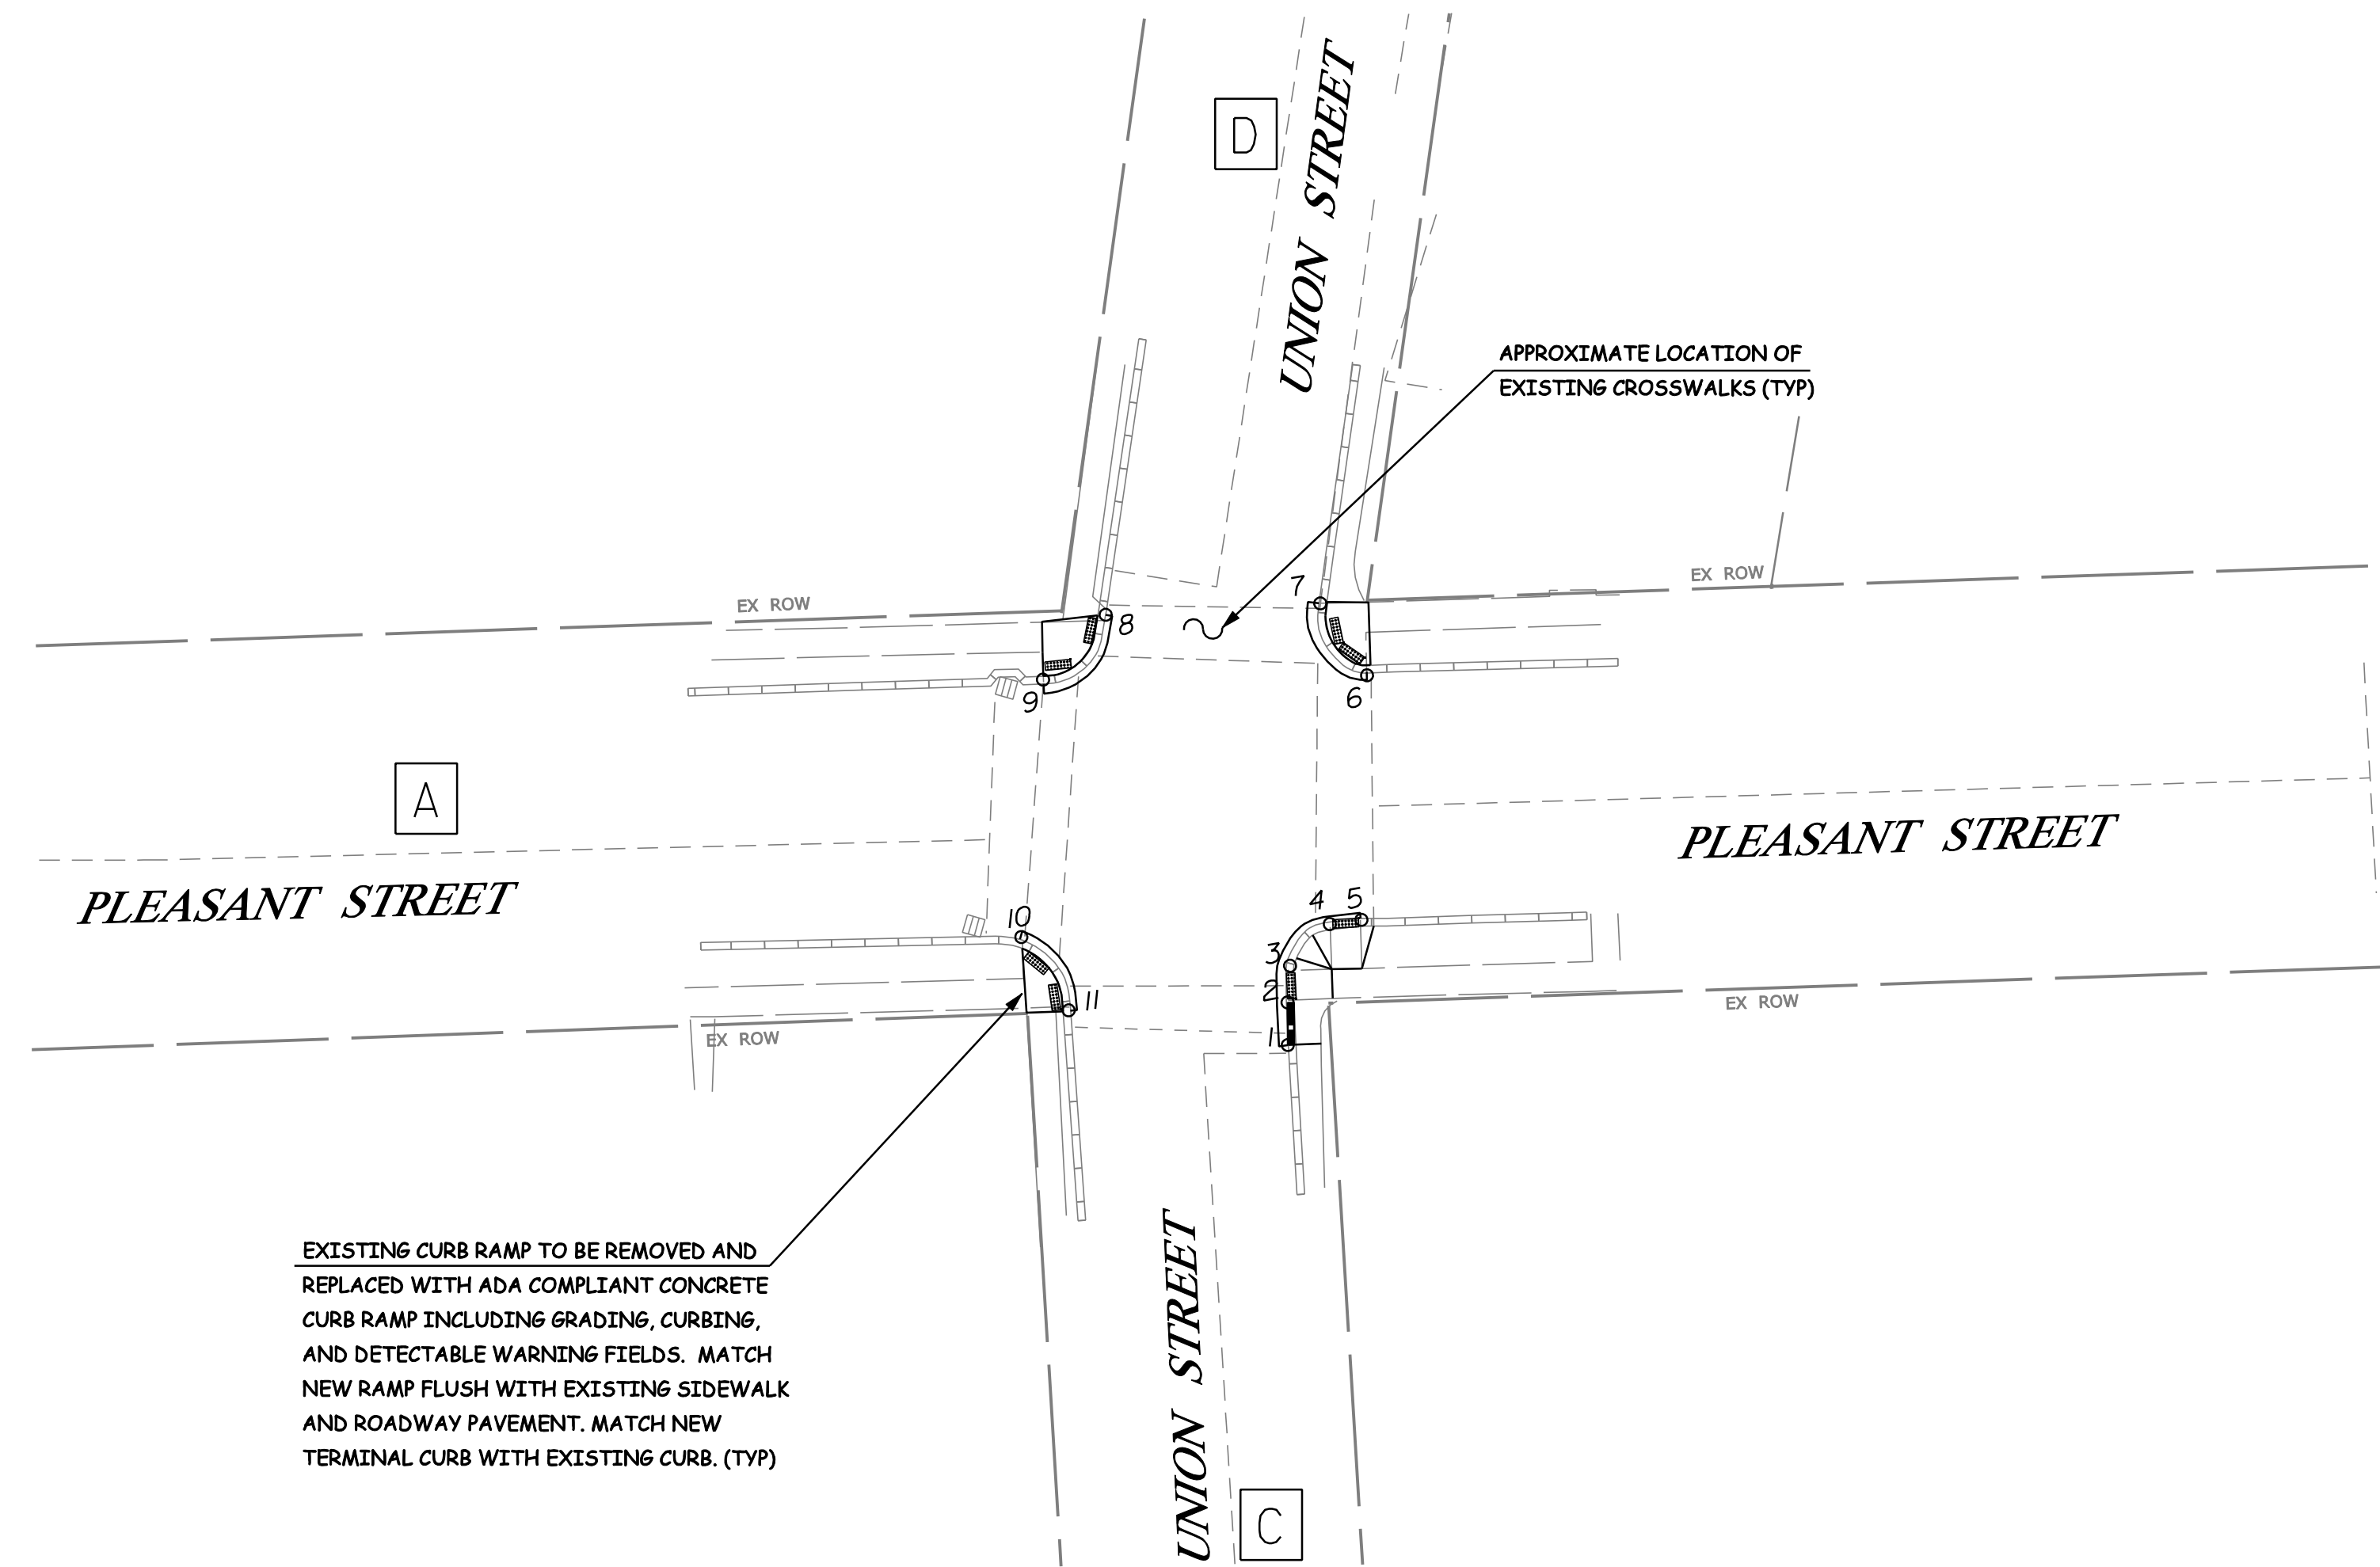 D
UNION STREET
APPROXIMATE LOCATION OF
EXISTING CROSSWALKS (TYP)
EX ROW
EX ROW
7
8
6
9
A
PLEASANT STREET
PLEASANT STREET
4
5
10
3
2
11
1
EX ROW
EX ROW
EXISTING CURB RAMP TO BE REMOVED AND
REPLACED WITH ADA COMPLIANT CONCRETE
CURB RAMP INCLUDING GRADING, CURBING,
AND DETECTABLE WARNING FIELDS. MATCH
NEW RAMP FLUSH WITH EXISTING SIDEWALK
AND ROADWAY PAVEMENT. MATCH NEW
TERMINAL CURB WITH EXISTING CURB. (TYP)
UNION STREET
C